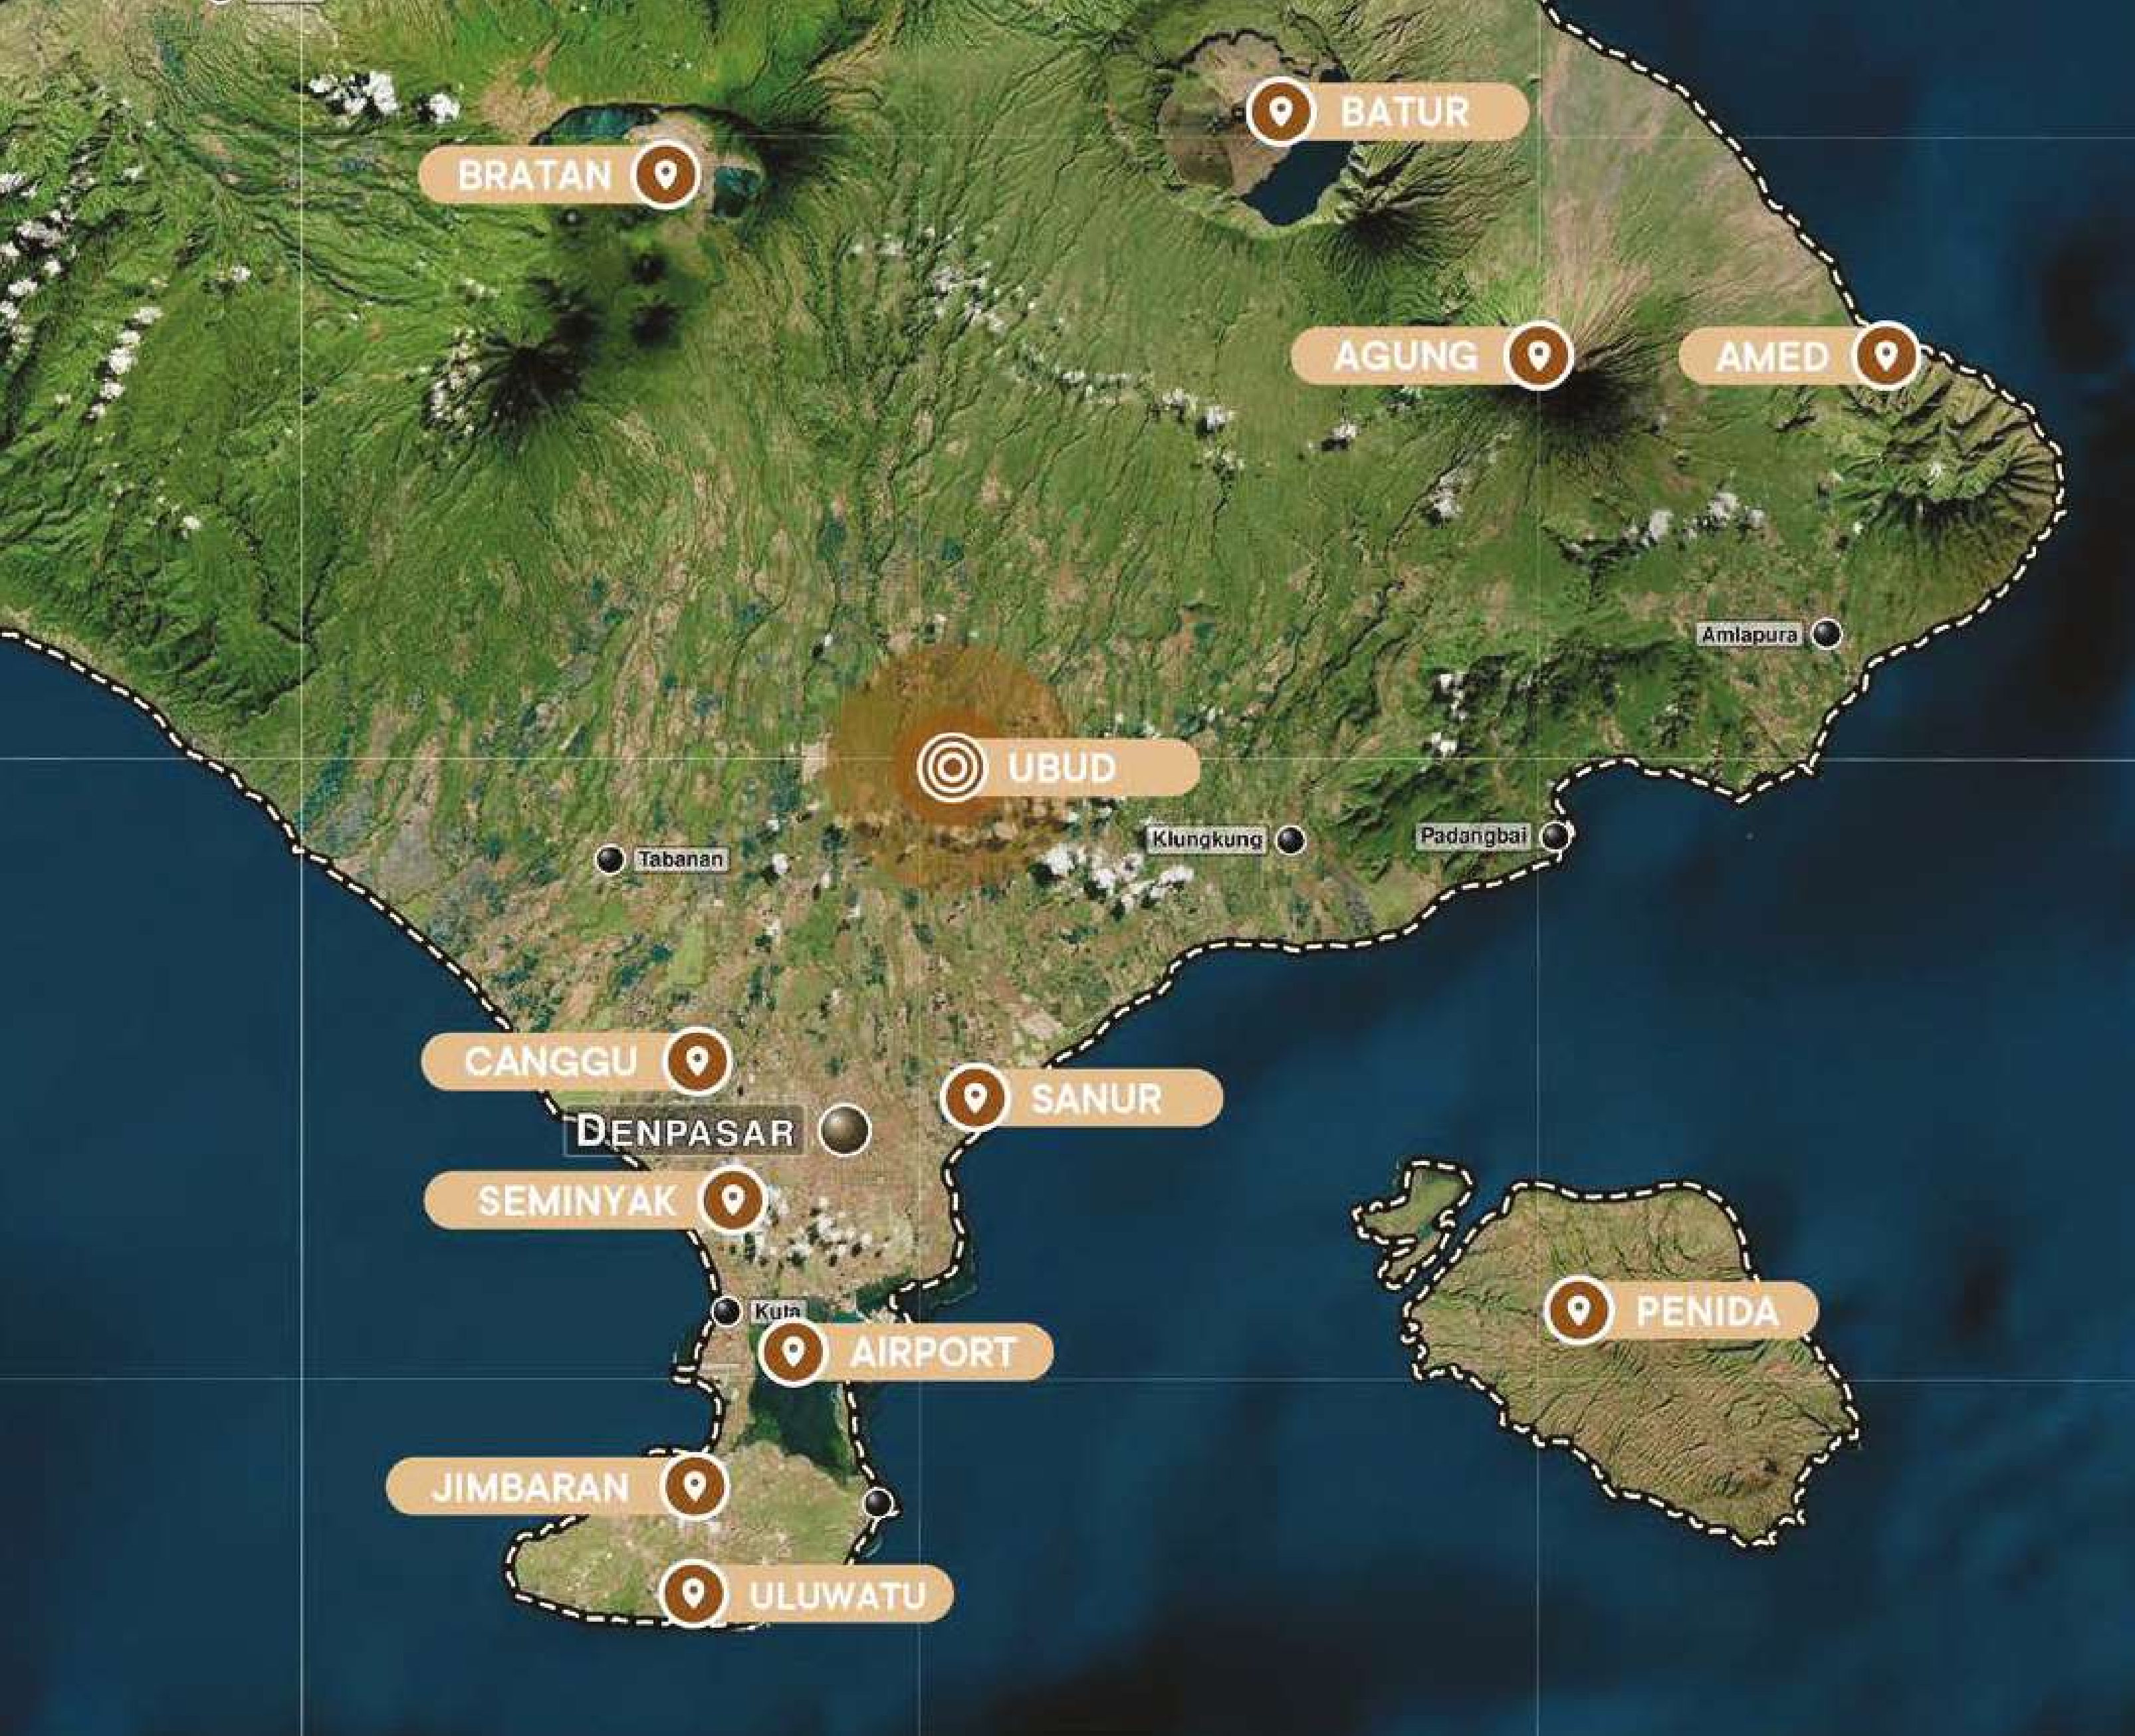 BATUR
BRATAN
AGUNG
AMED
Amlapura
UBUD
Klungkung
Padangbai
Tabanan
CANGGU
SANUR
DENPASAR
SEMINYAK
Kuta
PENIDA
AIRPORT
JIMBARAN
ULUWATU